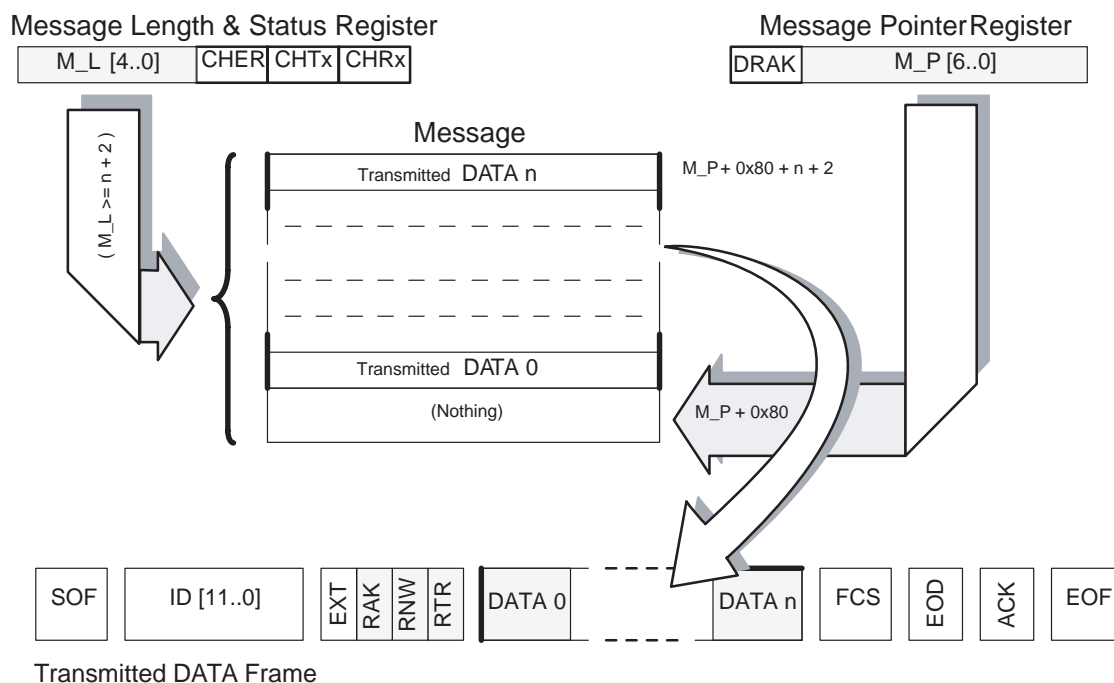 Message Length & Status Register
Message Pointer Register
M_L [4..0] CHER CHTx CHRx
DRAK M_P [6..0]
( M_L >= n + 2 )
Message
Transmitted DATA n
M_P + 0x80 + n + 2
Transmitted DATA 0
(Nothing)
M_P + 0x80
SOF ID [11..0] EXT RAK RNW RTR DATA 0 DATA n FCS EOD ACK EOF
Transmitted DATA Frame